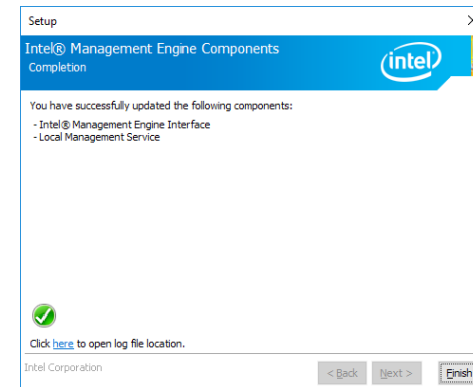 Setup
Intel® Management Engine Components
Completion
intel
You have successfully updated the following components:
- Intel® Management Engine Interface
- Local Management Service
Click here to open log file location.
Intel Corporation
< Back Next > Finish